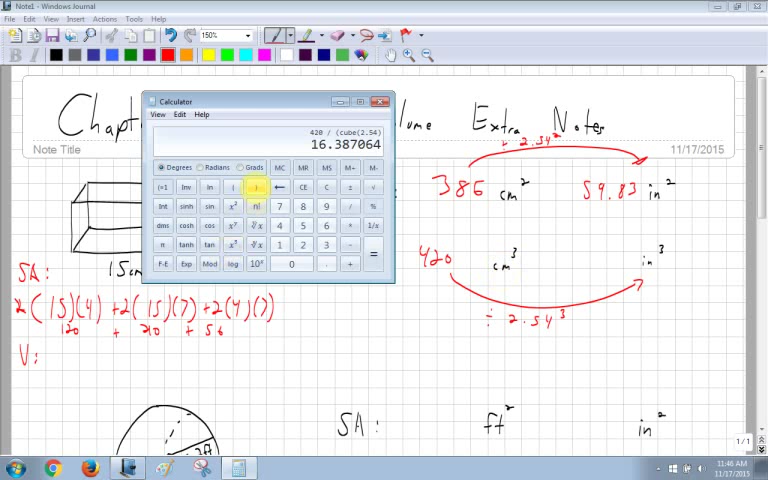 Note1 - Windows Journal
File Edit View Insert Actions Tools Help
150%
Calculator
View Edit Help
420 / (cube(2.54)
16.387064
Degrees Radians Grads MC MR MS M+ M-
(=1 Inv ln ( ) ← CE C ± √
Int sinh sin x² n! 7 8 9 / %
dms cosh cos xʸ ʸ√x 4 5 6 * 1/x
π tanh tan x³ ³√x 1 2 3 - =
F-E Exp Mod log 10ˣ 0 . +
Chapt lume Extra Notes
Note Title 11/17/2015
÷ 2.54²
386 cm² 59.83 in²
420 cm³ in³
÷ 2.54³
15cm
SA:
2(15)(4) +2(15)(7) +2(4)(7)
120 + 210 + 56
V:
SA: ft² in²
2ft
1 / 1
11:46 AM
11/17/2015